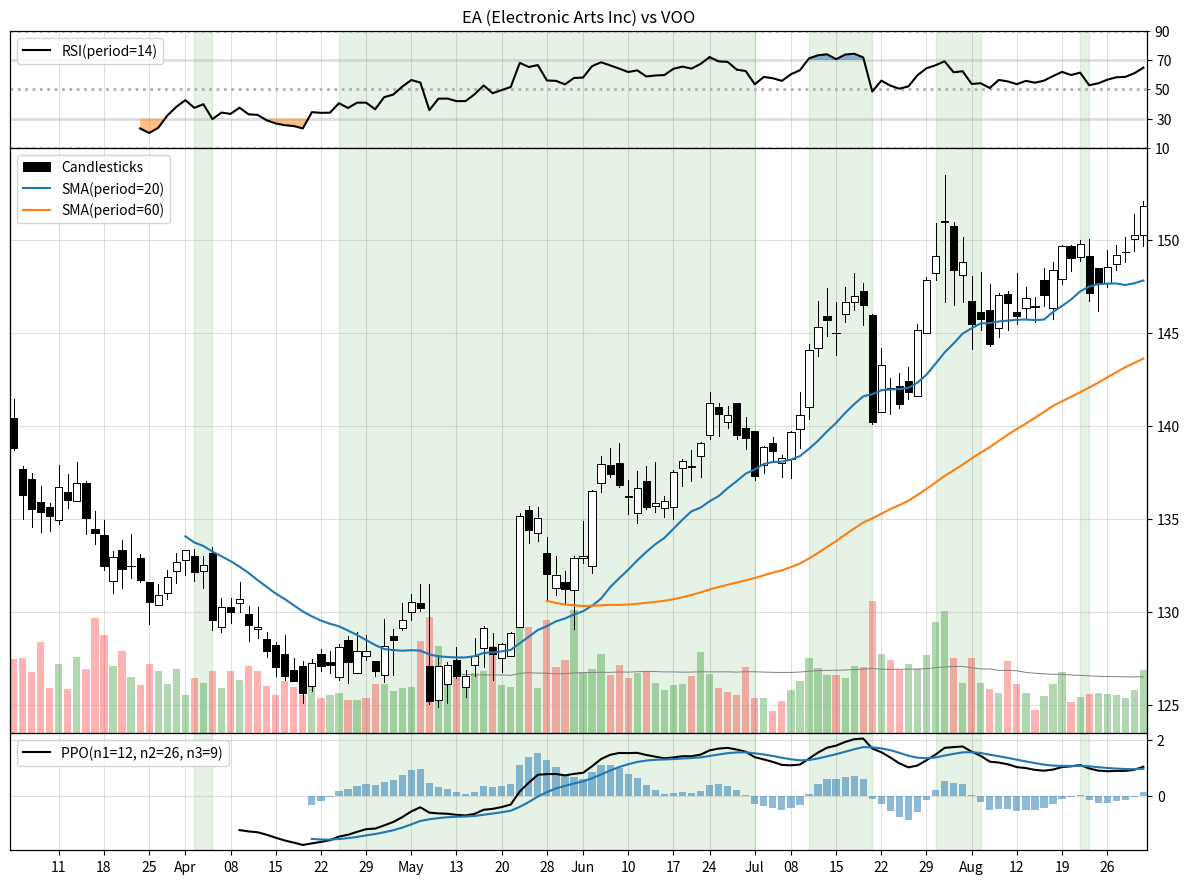 EA (Electronic Arts Inc) vs VOO
RSI(period=14)
90
70
50
30
10
Candlesticks
SMA(period=20)
SMA(period=60)
150
145
140
135
130
125
PPO(n1=12, n2=26, n3=9)
2
0
11 18 25 Apr 08 15 22 29 May 13 20 28 Jun 10 17 24 Jul 08 15 22 29 Aug 12 19 26